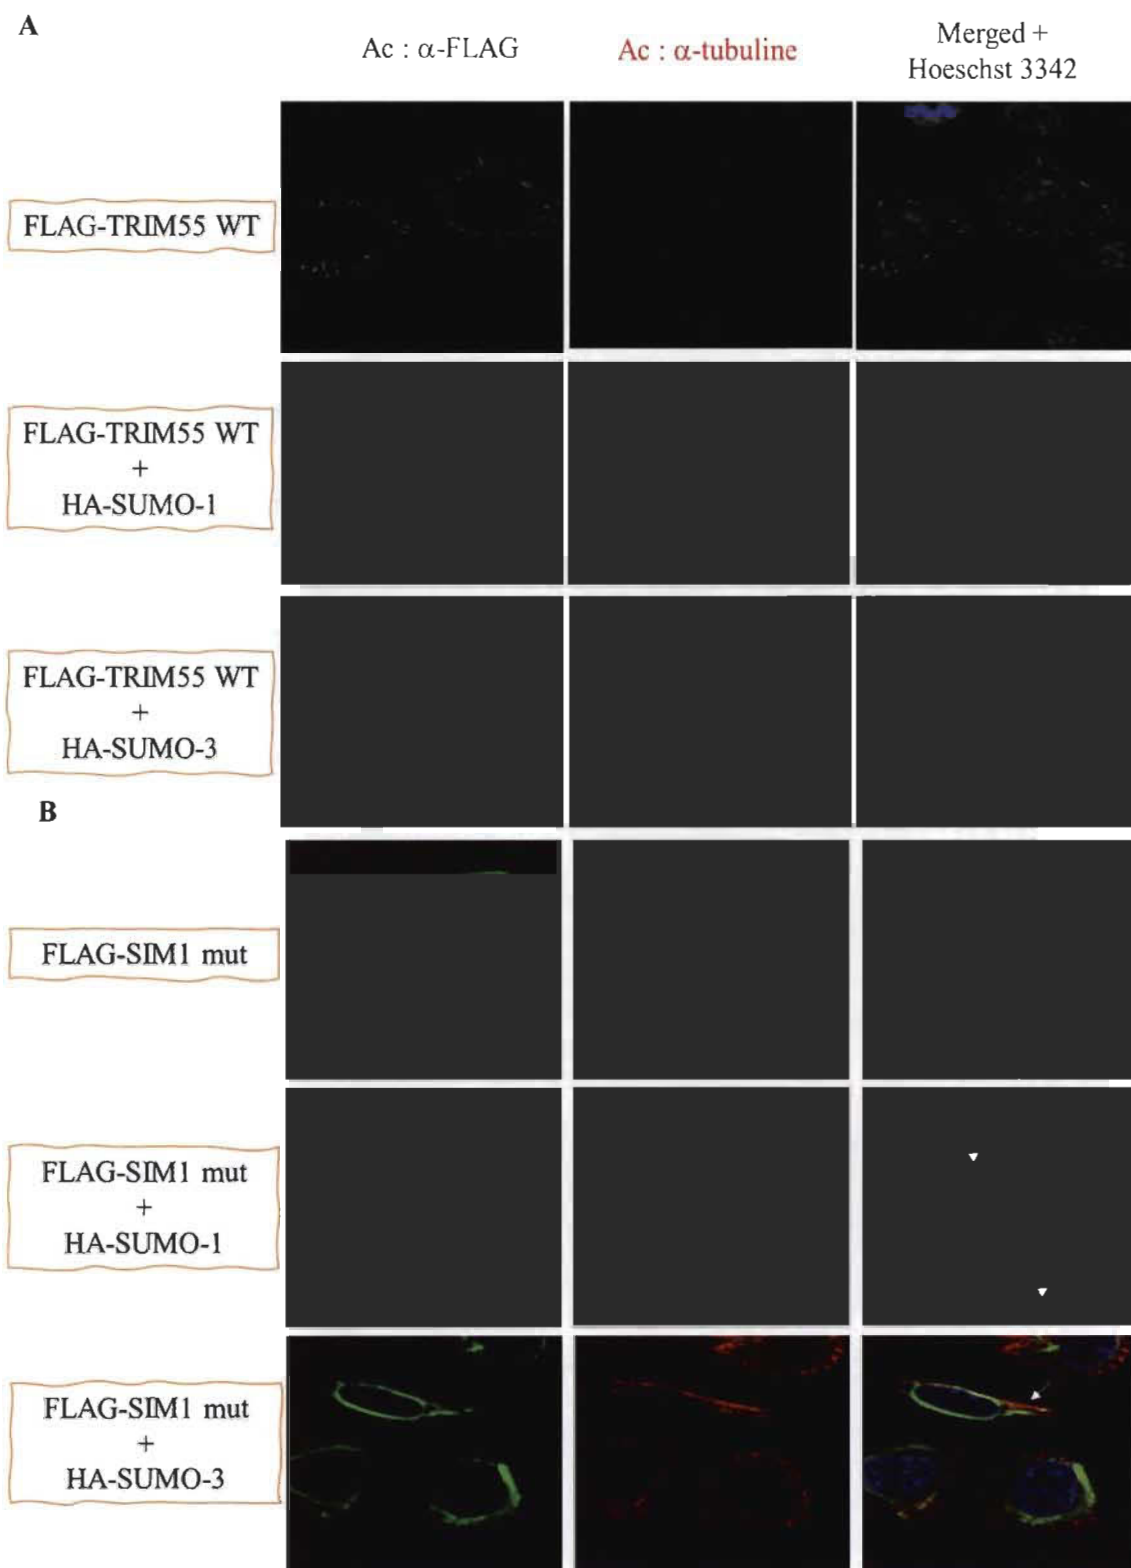 A
Ac : α-FLAG
Ac : α-tubuline
Merged +
Hoeschst 3342
FLAG-TRIM55 WT
FLAG-TRIM55 WT
+
HA-SUMO-1
FLAG-TRIM55 WT
+
HA-SUMO-3
B
FLAG-SIM1 mut
FLAG-SIM1 mut
+
HA-SUMO-1
FLAG-SIM1 mut
+
HA-SUMO-3